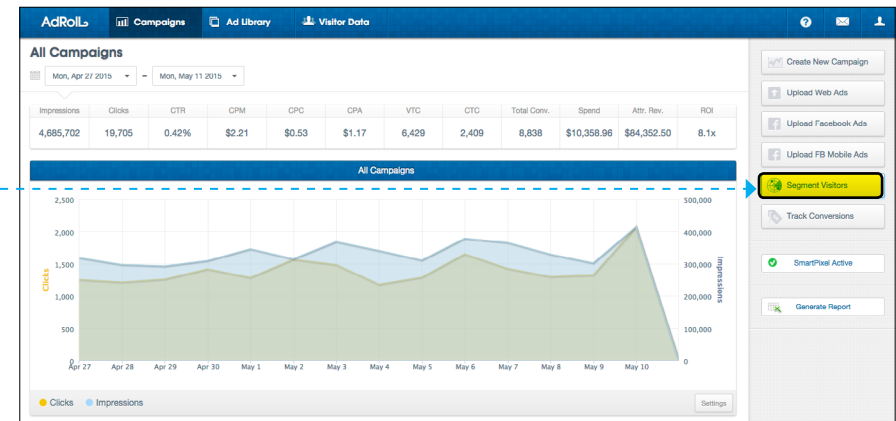 AdRoll Campaigns Ad Library Visitor Data
All Campaigns
Mon, Apr 27 2015 – Mon, May 11 2015
Impressions Clicks CTR CPM CPC CPA VTC CTC Total Conv. Spend Attr. Rev. ROI
4,685,702 19,705 0.42% $2.21 $0.53 $1.17 6,429 2,409 8,838 $10,358.96 $84,352.50 8.1x
All Campaigns
2,500 500,000
2,000 400,000
1,500 300,000
1,000 200,000
500 100,000
0 0
Clicks
Impressions
Apr 27 Apr 28 Apr 29 Apr 30 May 1 May 2 May 3 May 4 May 5 May 6 May 7 May 8 May 9 May 10
Clicks Impressions Settings
Create New Campaign
Upload Web Ads
Upload Facebook Ads
Upload FB Mobile Ads
Segment Visitors
Track Conversions
SmartPixel Active
Generate Report